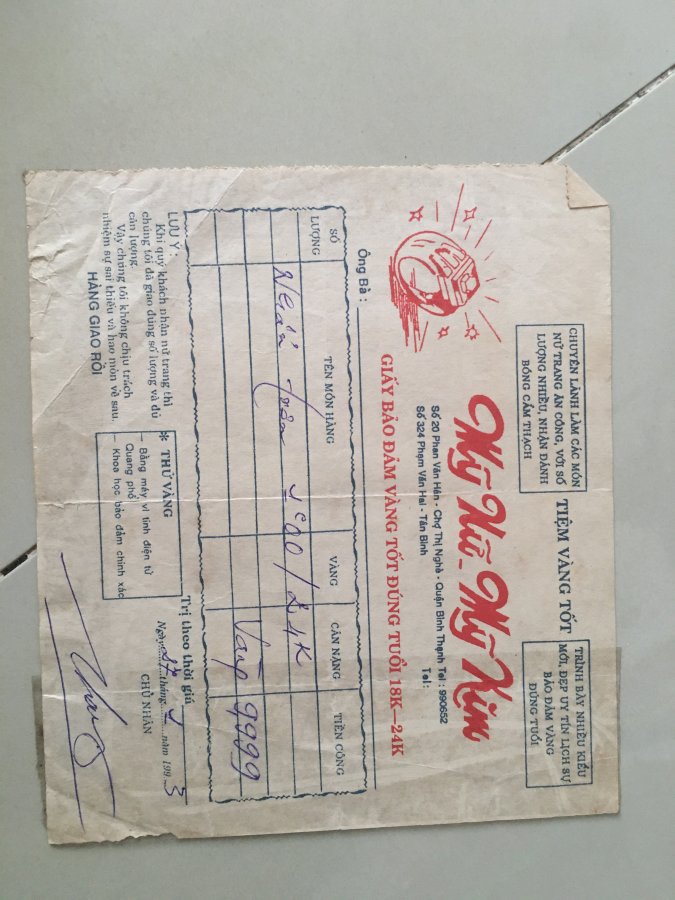 CHUYÊN LÃNH LÀM CÁC MÓN
NỮ TRANG ĂN CÔNG, VỚI SỐ
LƯỢNG NHIỀU, NHẬN ĐÁNH
BÓNG CẨM THẠCH
TIỆM VÀNG TỐT
TRÌNH BÀY NHIỀU KIỂU
MỚI, ĐẸP UY TÍN LỊCH SỰ
BẢO ĐẢM VÀNG
ĐÚNG TUỔI
Mỹ Nữ - Mỹ Kim
Số 20 Phan Văn Hân - Chợ Thị Nghè - Quận Bình Thạnh Tel : 990652
Số 324 Phạm Văn Hai - Tân Bình Tel :
GIẤY BẢO ĐẢM VÀNG TỐT ĐÚNG TUỔI 18K—24K
Ông Bà :
SỐ LƯỢNG TÊN MÓN HÀNG VÀNG CÂN NẶNG TIỀN CÔNG
Nhẫn trơn 00/24K
Vàng 9999
LƯU Ý :
Khi quý khách nhận nữ trang thì
chúng tôi đã giao đúng số lượng và đủ
cân lượng.
Vậy chúng tôi không chịu trách
nhiệm sự sai thiếu và hao mòn về sau.
HÀNG GIAO RỒI
* THỬ VÀNG
— Bằng máy vi tính điện tử
Quang phổ
— Khoa học bảo đảm chính xác
Trị theo thời giá
Ngày tháng năm 1993
CHỦ NHÂN